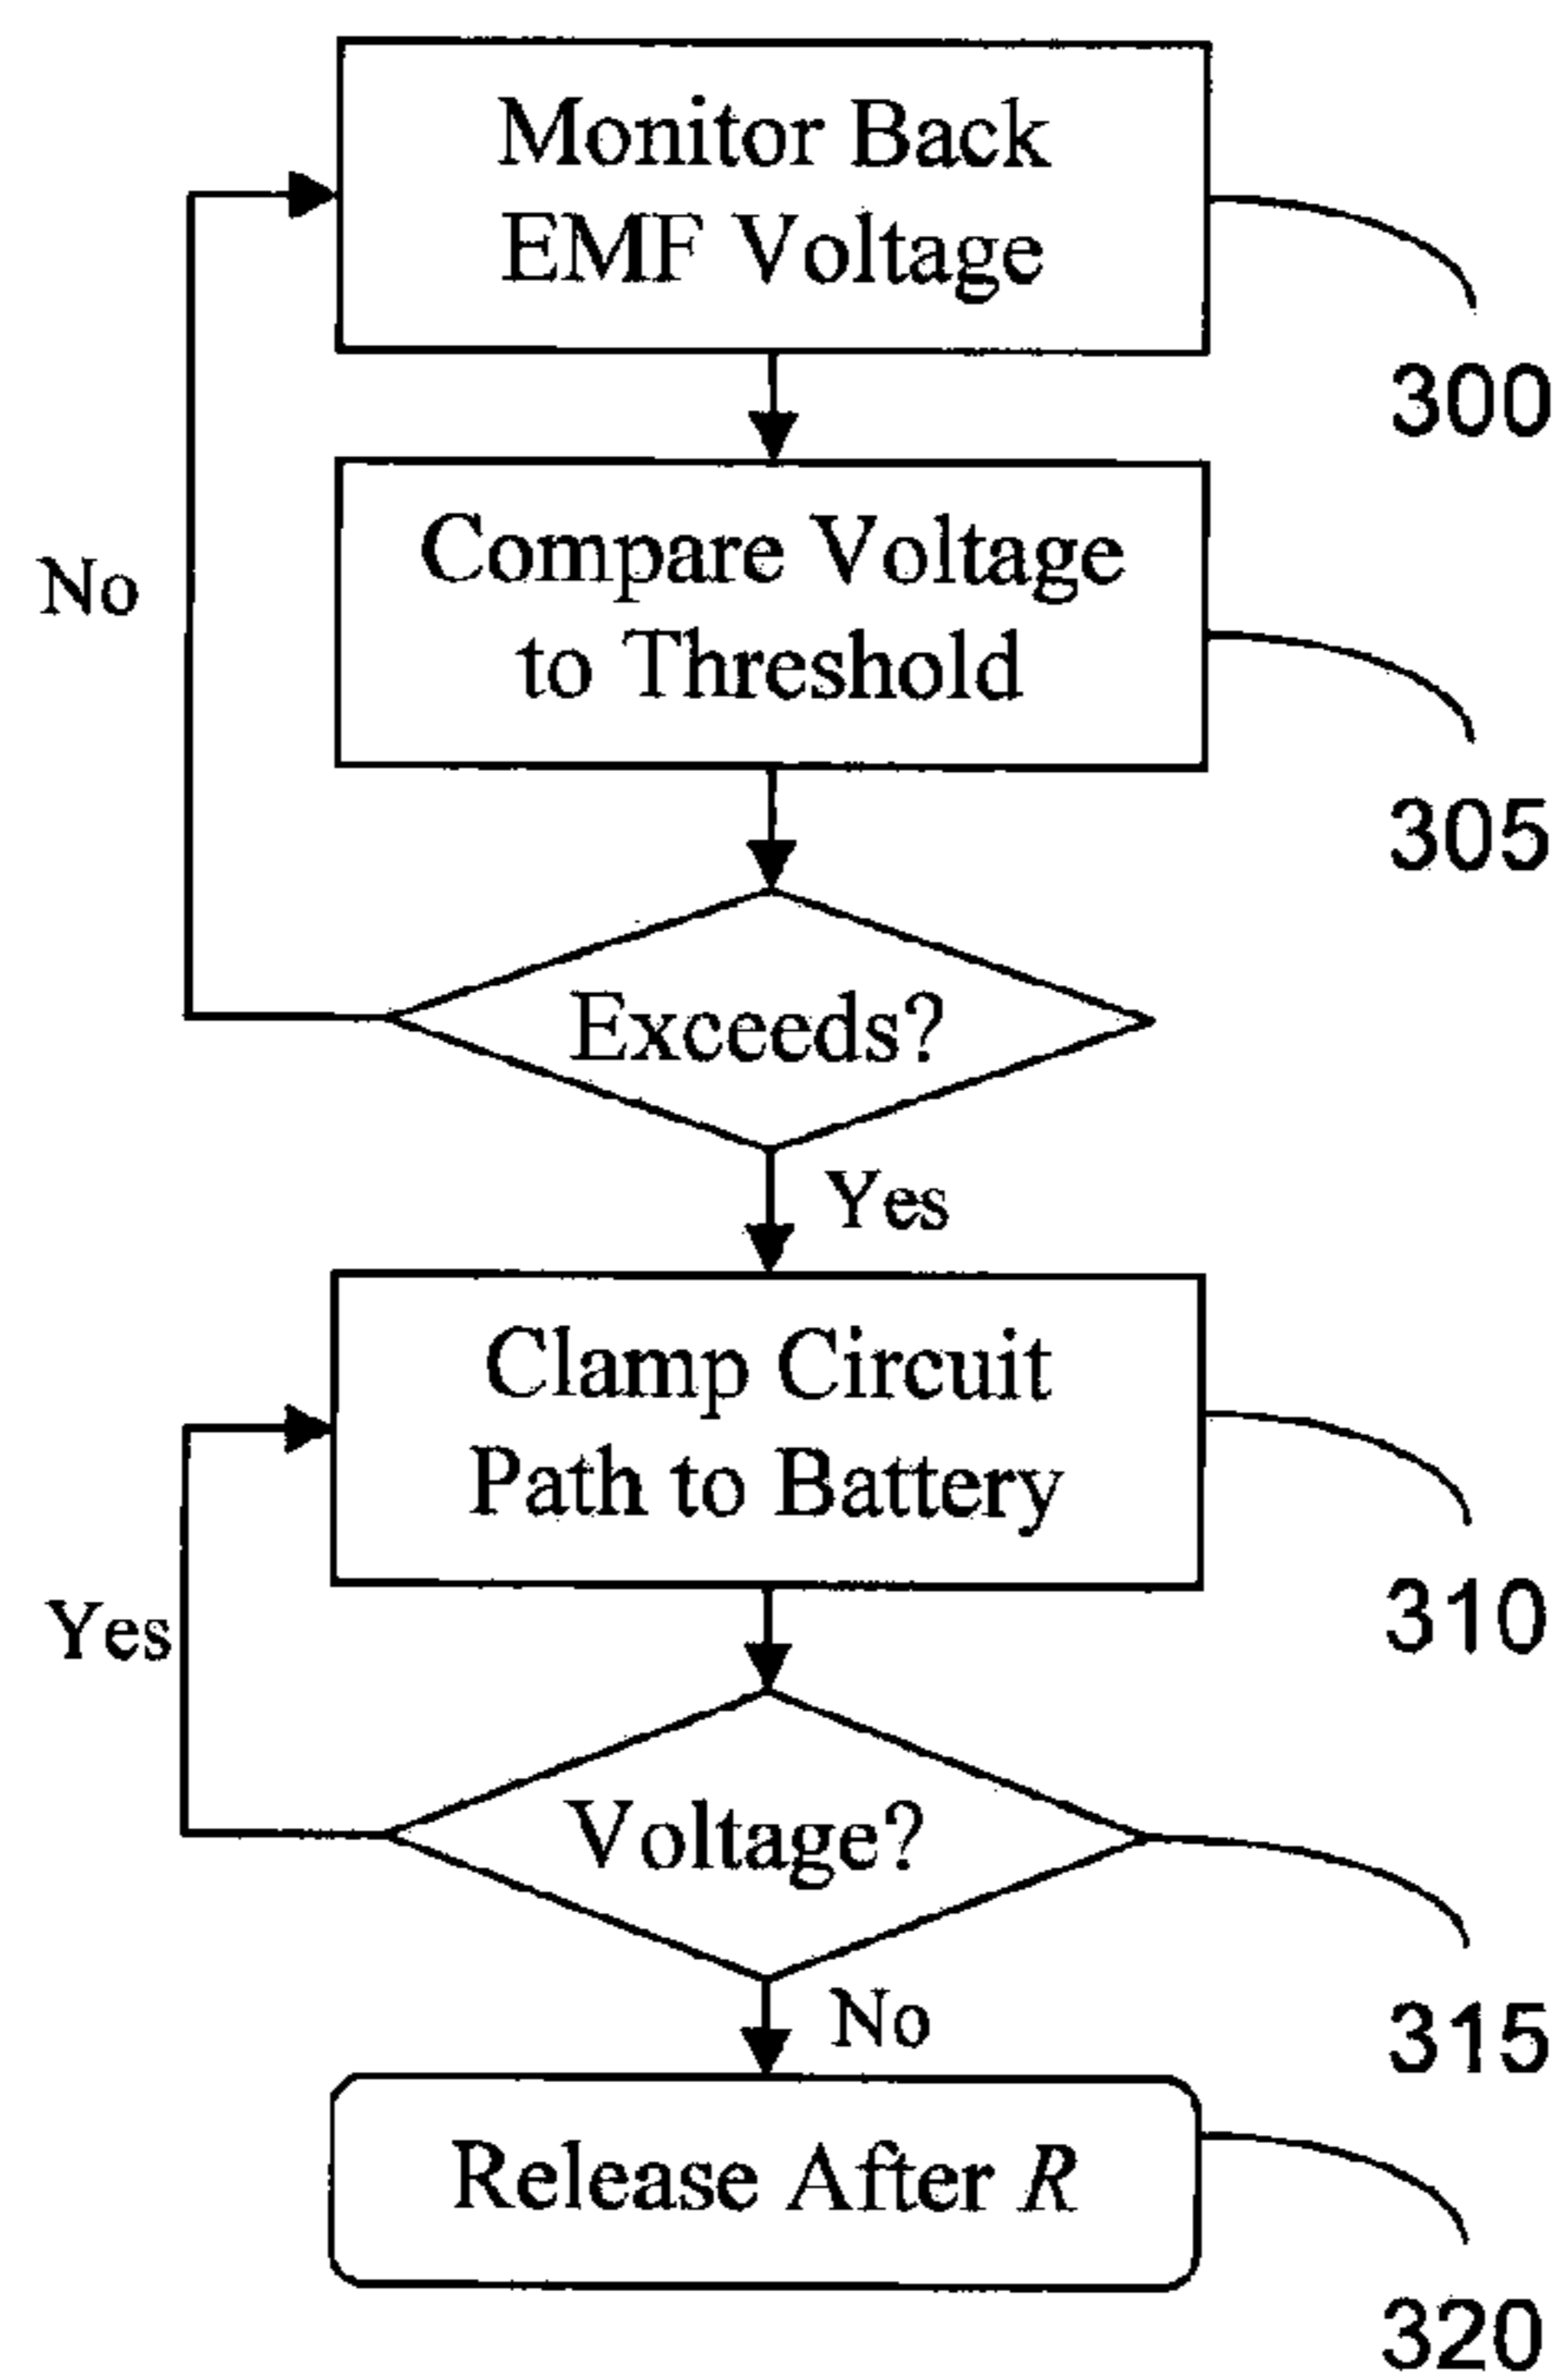 Monitor Back
EMF Voltage
300
Compare Voltage
to Threshold
No
305
Exceeds?
Yes
Clamp Circuit
Path to Battery
310
Yes
Voltage?
315
No
Release After R
320